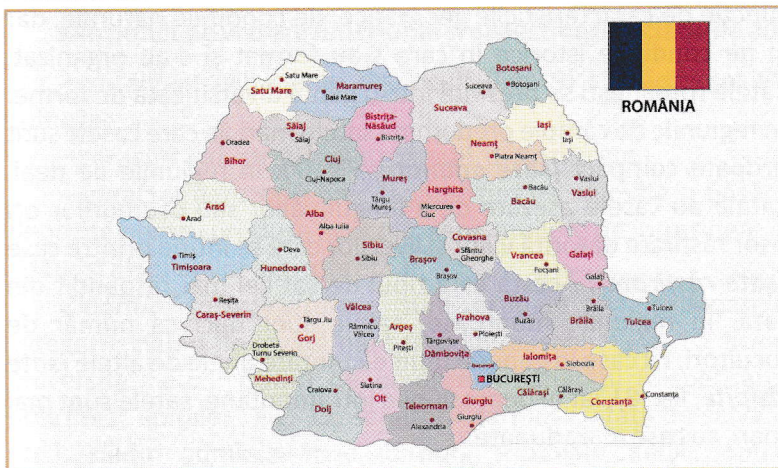 ROMÂNIA
Satu Mare
Satu Mare
Maramureș
Baia Mare
Botoșani
Botoșani
Suceava
Suceava
Sălaj
Sălaj
Bistrița-
Năsăud
Bistrița
Iași
Iași
Oradea
Bihor
Cluj
Cluj-Napoca
Neamț
Piatra Neamț
Mureș
Târgu
Mureș
Harghita
Miercurea
Ciuc
Bacău
Bacău
Vaslui
Vaslui
Arad
Arad
Alba
Alba Iulia
Timiș
Timișoara
Deva
Hunedoara
Sibiu
Sibiu
Brașov
Brașov
Covasna
Sfântu
Gheorghe
Vrancea
Focșani
Galați
Galați
Reșița
Caraș-Severin
Târgu Jiu
Gorj
Vâlcea
Râmnicu
Vâlcea
Argeș
Pitești
Prahova
Ploiești
Târgoviște
Dâmbovița
Buzău
Buzău
Brăila
Brăila
Tulcea
Tulcea
Drobeta
Turnu Severin
Mehedinți
Craiova
Dolj
Slatina
Olt
Teleorman
Alexandria
București
BUCUREȘTI
Giurgiu
Giurgiu
Ialomița
Slobozia
Călărași
Călărași
Constanța
Constanța